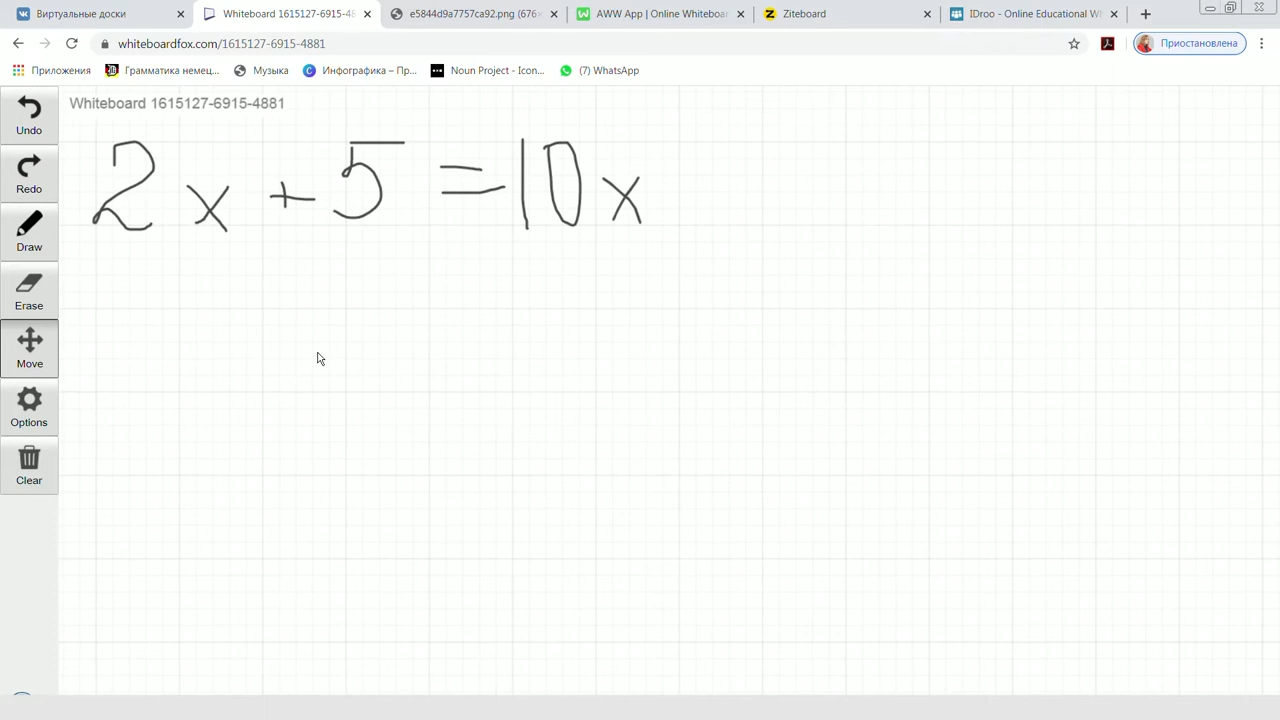 Виртуальные доски
Whiteboard 1615127-6915-48
e5844d9a7757ca92.png (676×
AWW App | Online Whiteboar
Ziteboard
IDroo - Online Educational Wh
whiteboardfox.com/1615127-6915-4881
Приостановлена
Приложения
Грамматика немец...
Музыка
Инфографика – Пр...
Noun Project - Icon...
(7) WhatsApp
Whiteboard 1615127-6915-4881
2x + 5 = 10x
Undo
Redo
Draw
Erase
Move
Options
Clear